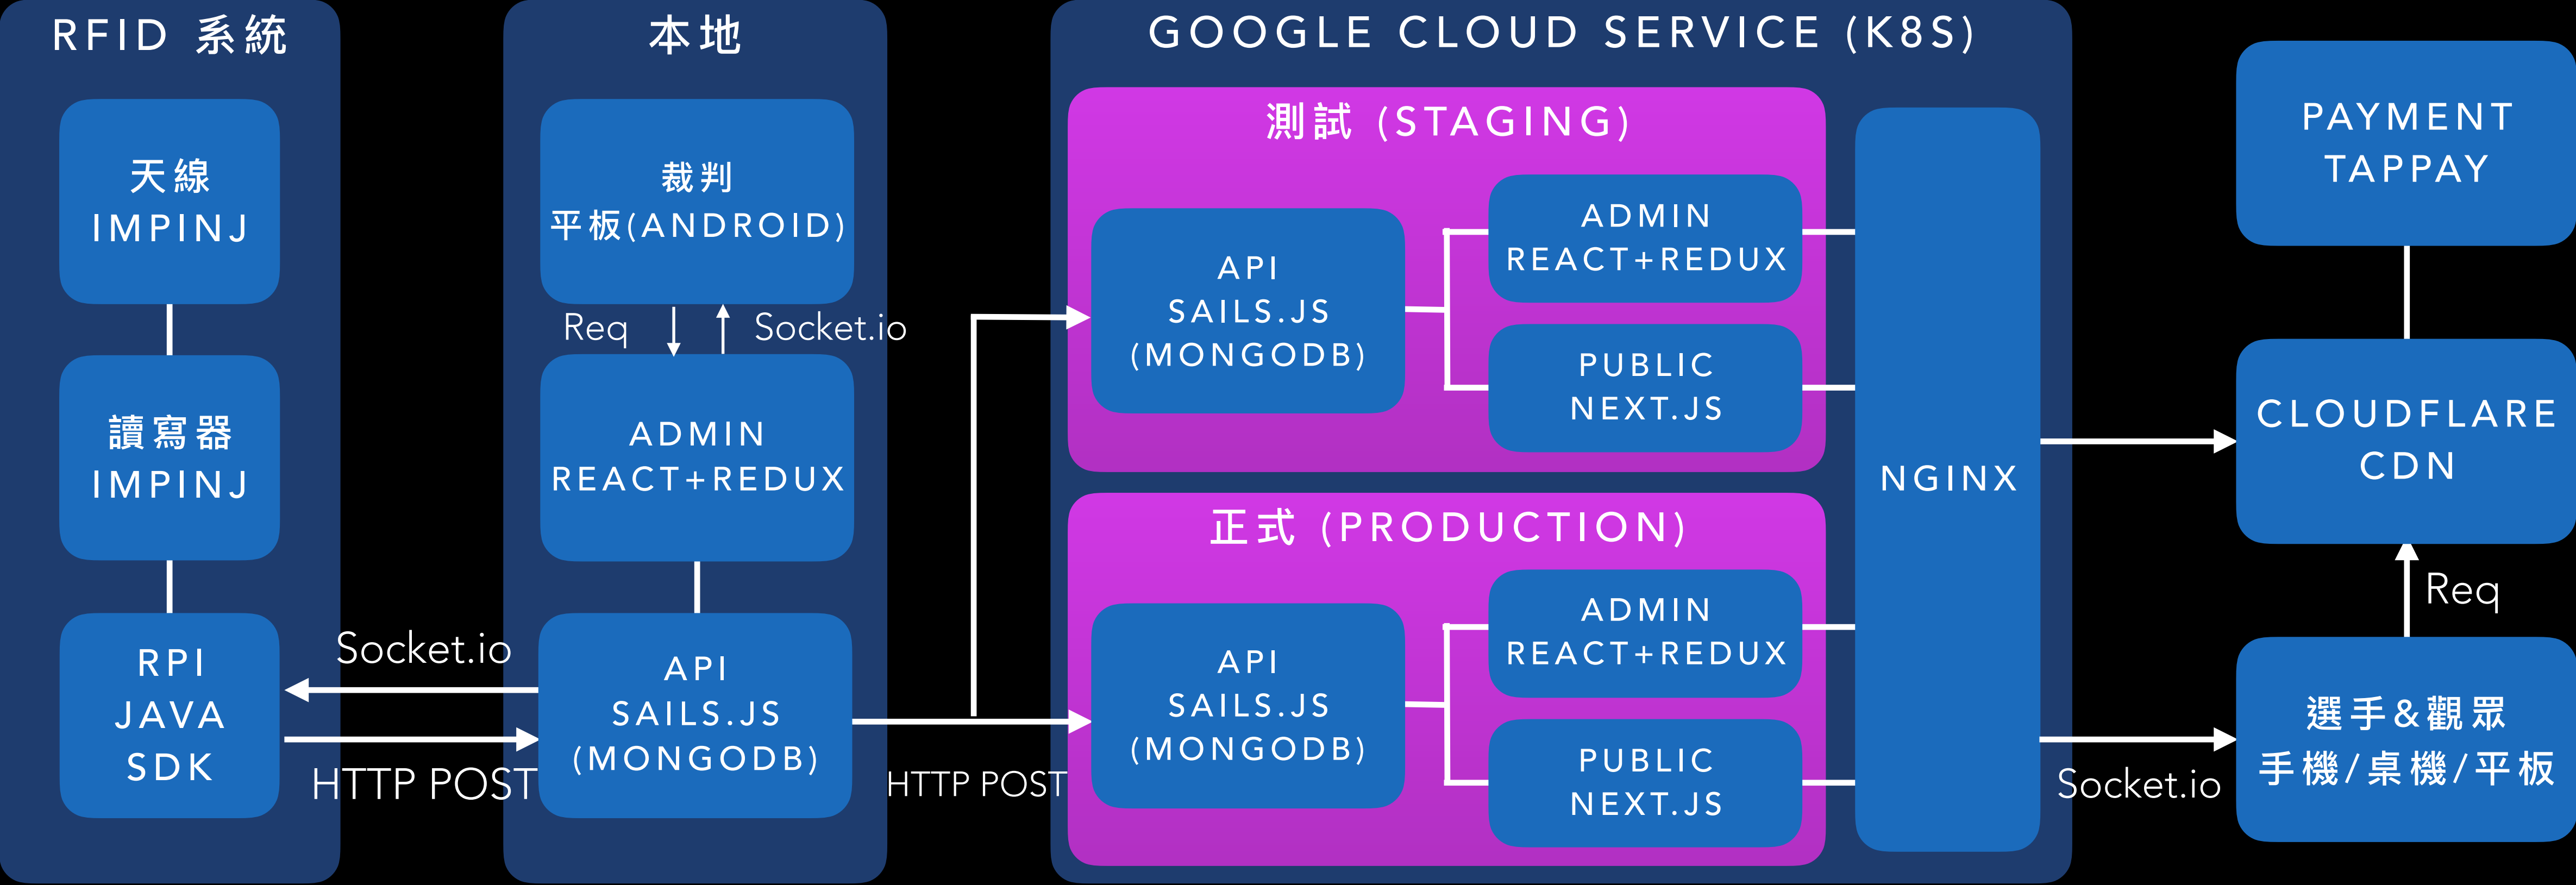 RFID 系統
天線
IMPINJ
讀寫器
IMPINJ
RPI
JAVA
SDK
Socket.io
HTTP POST
本地
裁判
平板(ANDROID)
Req
Socket.io
ADMIN
REACT+REDUX
API
SAILS.JS
(MONGODB)
HTTP POST
GOOGLE CLOUD SERVICE (K8S)
測試 (STAGING)
API
SAILS.JS
(MONGODB)
ADMIN
REACT+REDUX
PUBLIC
NEXT.JS
正式 (PRODUCTION)
API
SAILS.JS
(MONGODB)
ADMIN
REACT+REDUX
PUBLIC
NEXT.JS
NGINX
Socket.io
PAYMENT
TAPPAY
CLOUDFLARE
CDN
Req
選手&觀眾
手機/桌機/平板